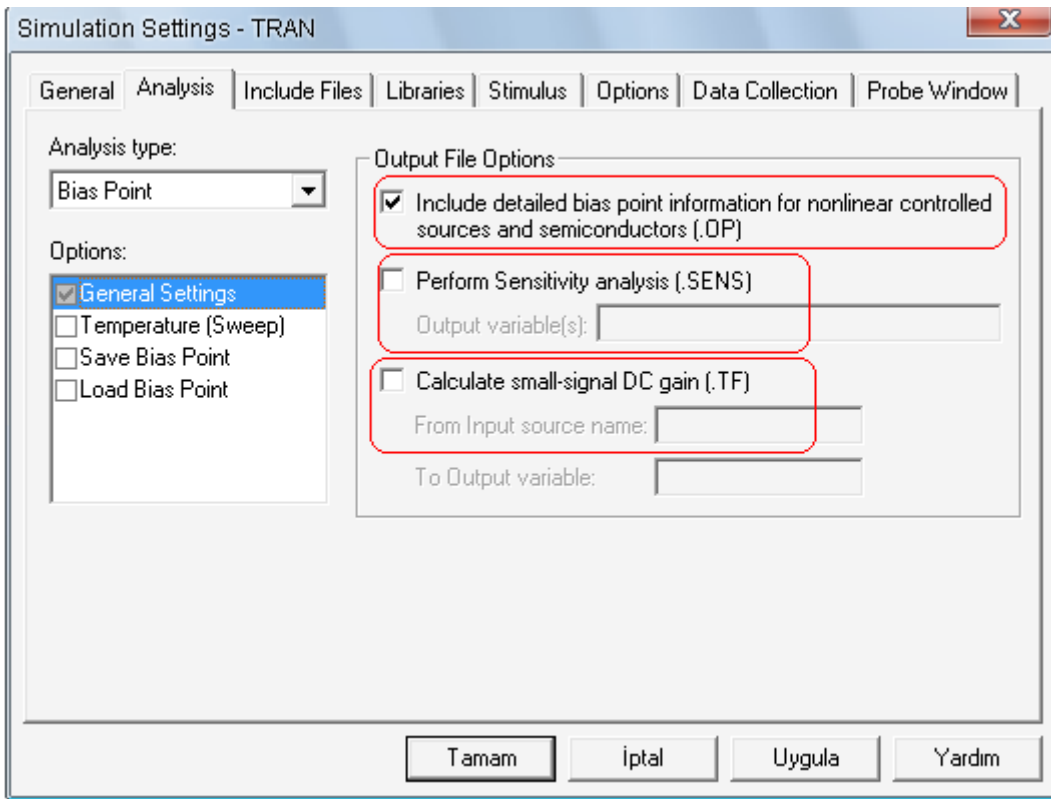 Simulation Settings - TRAN
General Analysis Include Files Libraries Stimulus Options Data Collection Probe Window
Analysis type:
Bias Point
Options:
General Settings
Temperature (Sweep)
Save Bias Point
Load Bias Point
Output File Options
Include detailed bias point information for nonlinear controlled
sources and semiconductors (.OP)
Perform Sensitivity analysis (.SENS)
Output variable(s):
Calculate small-signal DC gain (.TF)
From Input source name:
To Output variable:
Tamam İptal Uygula Yardım